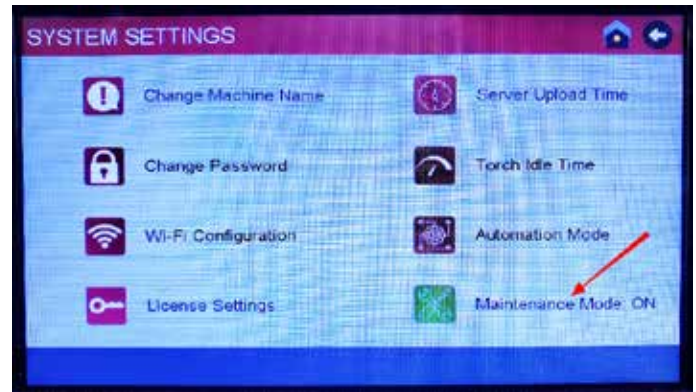 SYSTEM SETTINGS
Change Machine Name
Server Upload Time
Change Password
Torch Idle Time
Wi-Fi Configuration
Automation Mode
License Settings
Maintenance Mode: ON